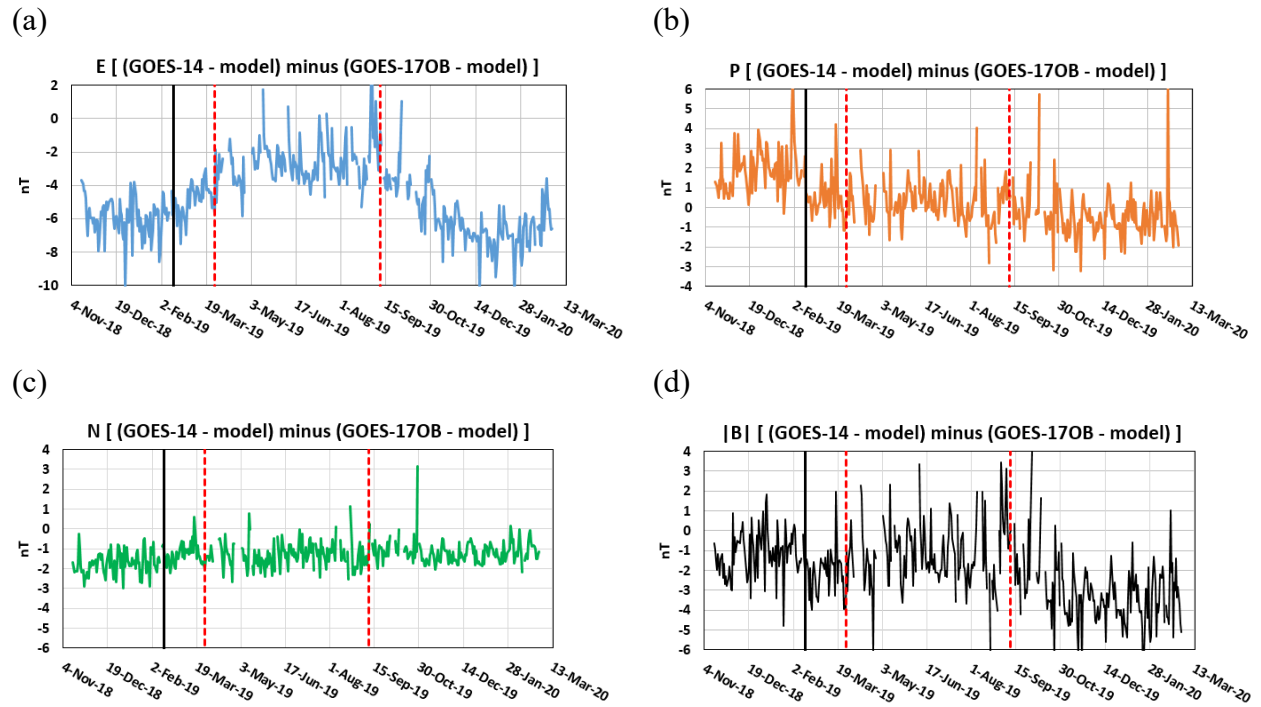 (a)
E [ (GOES-14 - model) minus (GOES-17OB - model) ]
2
0
-2
-4
-6
-8
-10
nT
4-Nov-18
19-Dec-18
2-Feb-19
19-Mar-19
3-May-19
17-Jun-19
1-Aug-19
15-Sep-19
30-Oct-19
14-Dec-19
28-Jan-20
13-Mar-20
(b)
P [ (GOES-14 - model) minus (GOES-17OB - model) ]
6
5
4
3
2
1
0
-1
-2
-3
-4
nT
4-Nov-18
19-Dec-18
2-Feb-19
19-Mar-19
3-May-19
17-Jun-19
1-Aug-19
15-Sep-19
30-Oct-19
14-Dec-19
28-Jan-20
13-Mar-20
(c)
N [ (GOES-14 - model) minus (GOES-17OB - model) ]
4
3
2
1
0
-1
-2
-3
-4
-5
-6
nT
4-Nov-18
19-Dec-18
2-Feb-19
19-Mar-19
3-May-19
17-Jun-19
1-Aug-19
15-Sep-19
30-Oct-19
14-Dec-19
28-Jan-20
13-Mar-20
(d)
|B| [ (GOES-14 - model) minus (GOES-17OB - model) ]
4
3
2
1
0
-1
-2
-3
-4
-5
-6
nT
4-Nov-18
19-Dec-18
2-Feb-19
19-Mar-19
3-May-19
17-Jun-19
1-Aug-19
15-Sep-19
30-Oct-19
14-Dec-19
28-Jan-20
13-Mar-20